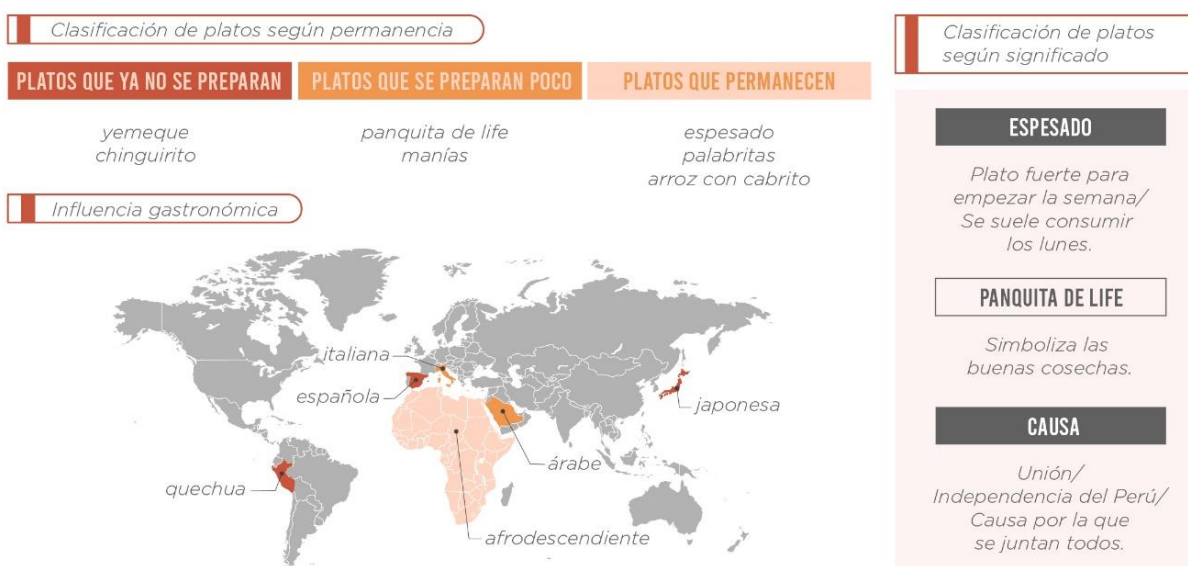 Clasificación de platos según permanencia
PLATOS QUE YA NO SE PREPARAN
PLATOS QUE SE PREPARAN POCO
PLATOS QUE PERMANECEN
yemeque
chinguirito
panquita de life
manías
espesado
palabritas
arroz con cabrito
Influencia gastronómica
italiana
española
japonesa
árabe
quechua
afrodescendiente
Clasificación de platos
según significado
ESPESADO
Plato fuerte para
empezar la semana/
Se suele consumir
los lunes.
PANQUITA DE LIFE
Simboliza las
buenas cosechas.
CAUSA
Unión/
Independencia del Perú/
Causa por la que
se juntan todos.